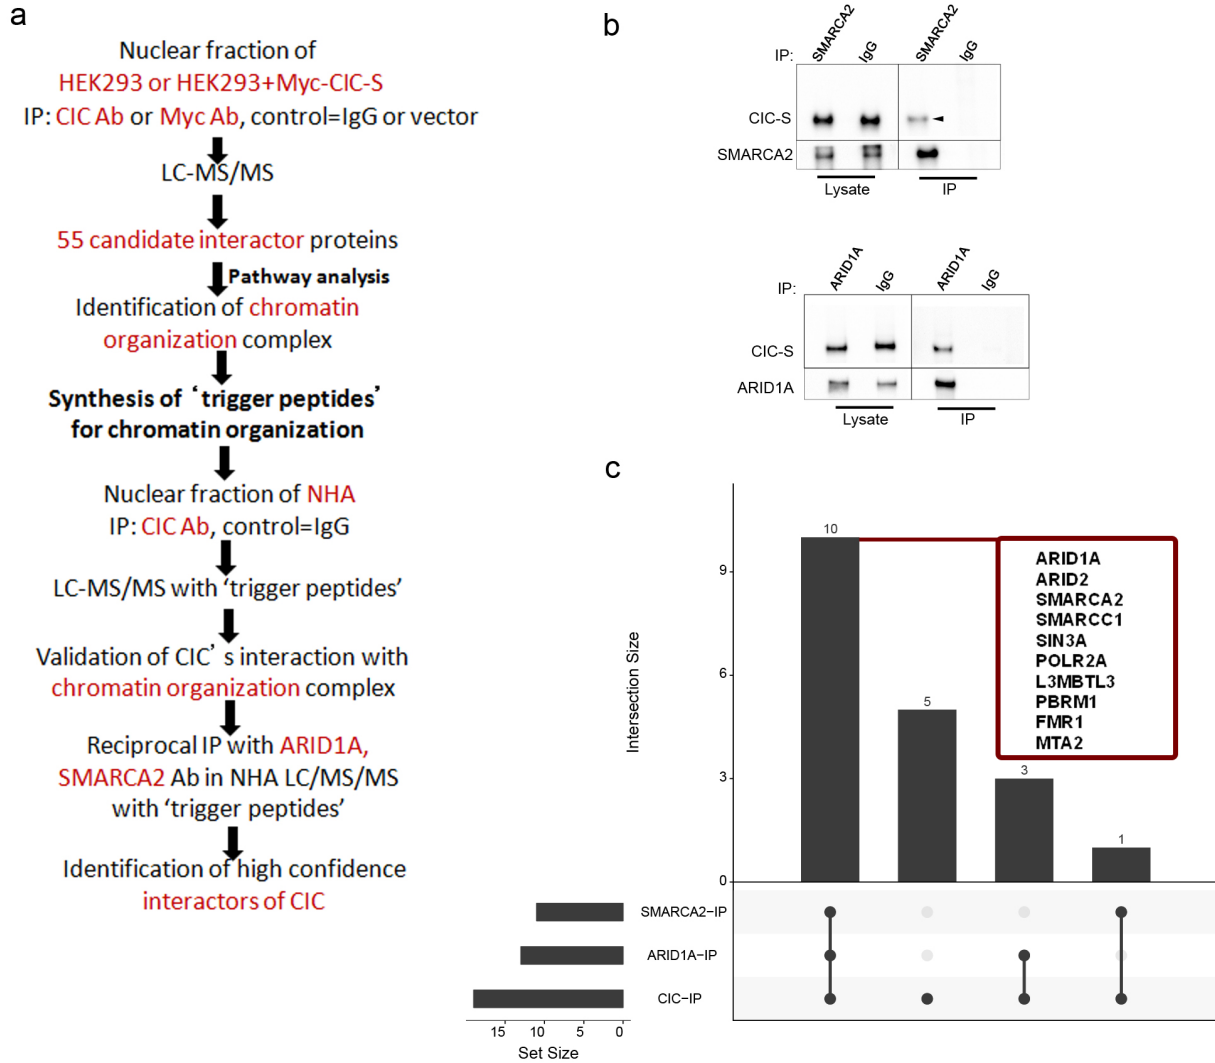 a
Nuclear fraction of
HEK293 or HEK293+Myc-CIC-S
IP: CIC Ab or Myc Ab, control=IgG or vector
LC-MS/MS
55 candidate interactor proteins
Pathway analysis
Identification of chromatin
organization complex
Synthesis of ‘trigger peptides’
for chromatin organization
Nuclear fraction of NHA
IP: CIC Ab, control=IgG
LC-MS/MS with ‘trigger peptides’
Validation of CIC’ s interaction with
chromatin organization complex
Reciprocal IP with ARID1A,
SMARCA2 Ab in NHA LC/MS/MS
with ‘trigger peptides’
Identification of high confidence
interactors of CIC
b
IP: SMARCA2 IgG SMARCA2 IgG
CIC-S
SMARCA2
Lysate IP
IP: ARID1A IgG ARID1A IgG
CIC-S
ARID1A
Lysate IP
c
Intersection Size
9
6
3
0
10
5
3
1
ARID1A
ARID2
SMARCA2
SMARCC1
SIN3A
POLR2A
L3MBTL3
PBRM1
FMR1
MTA2
SMARCA2−IP
ARID1A−IP
CIC−IP
15 10 5 0
Set Size